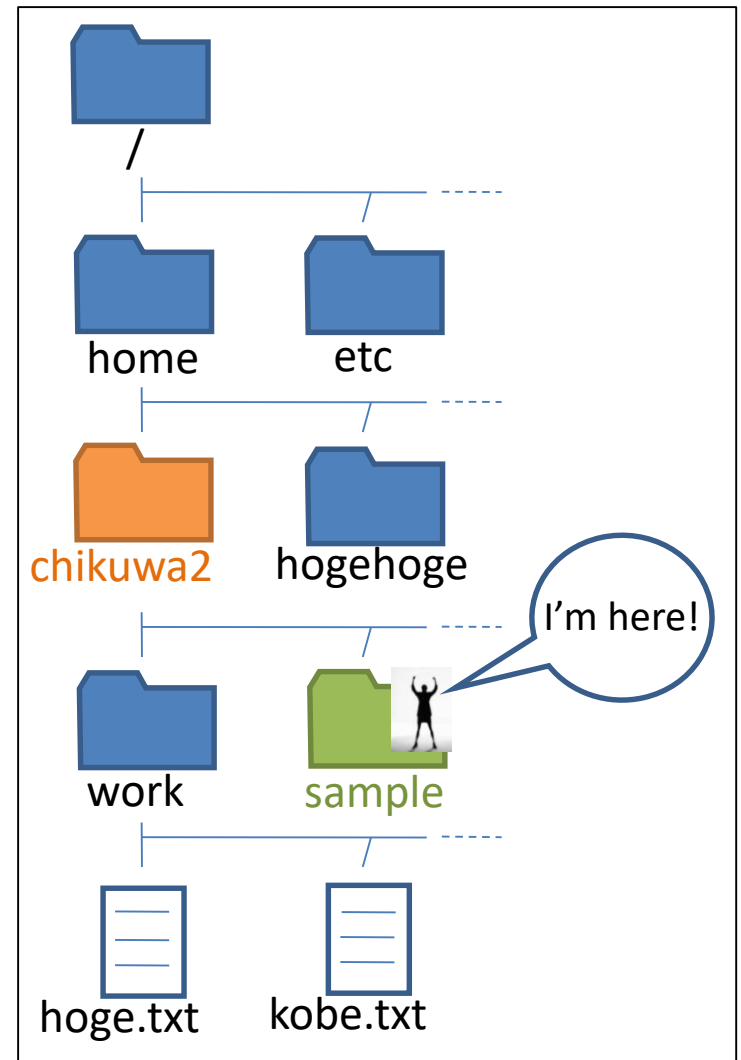 /
home
etc
chikuwa2
hogehoge
I'm here!
work
sample
hoge.txt
kobe.txt